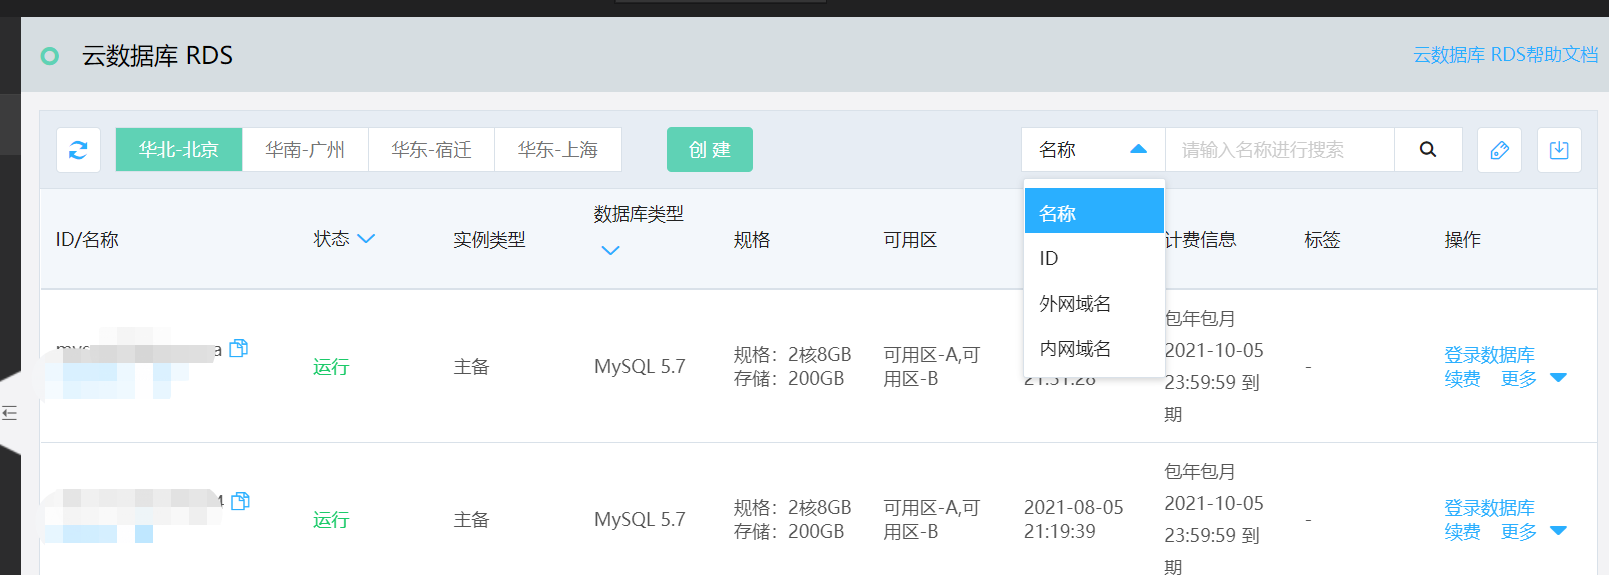 云数据库 RDS
云数据库 RDS帮助文档
华北-北京 华南-广州 华东-宿迁 华东-上海 创 建 名称 请输入名称进行搜索
名称
ID
外网域名
内网域名
ID/名称 状态 实例类型 数据库类型 规格 可用区 计费信息 标签 操作
运行 主备 MySQL 5.7
规格：2核8GB
存储：200GB
可用区-A,可
用区-B
21:51:28
包年包月
2021-10-05
23:59:59 到
期
-
登录数据库
续费 更多
运行 主备 MySQL 5.7
规格：2核8GB
存储：200GB
可用区-A,可
用区-B
2021-08-05
21:19:39
包年包月
2021-10-05
23:59:59 到
期
-
登录数据库
续费 更多